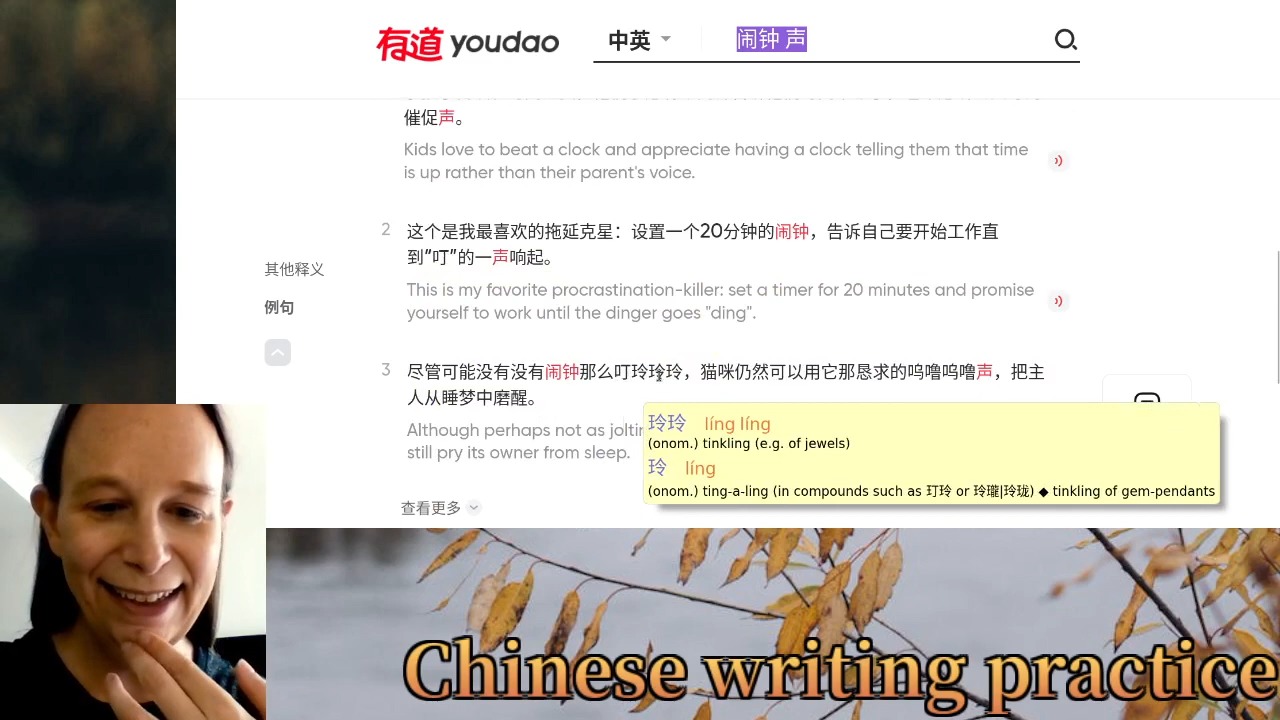 有道 youdao
中英
闹钟 声
催促声。
Kids love to beat a clock and appreciate having a clock telling them that time
is up rather than their parent's voice.
2
这个是我最喜欢的拖延克星：设置一个20分钟的闹钟，告诉自己要开始工作直
到“叮”的一声响起。
This is my favorite procrastination-killer: set a timer for 20 minutes and promise
yourself to work until the dinger goes "ding".
其他释义
例句
3
尽管可能没有没有闹钟那么叮玲玲玲，猫咪仍然可以用它那恳求的呜噜呜噜声，把主
人从睡梦中磨醒。
Although perhaps not as
still pry its owner from sleep.
玲玲 líng líng
(onom.) tinkling (e.g. of jewels)
玲 líng
(onom.) ting-a-ling (in compounds such as 玎玲 or 玲瓏|玲珑) ◆ tinkling of gem-pendants
查看更多
Chinese writing practice